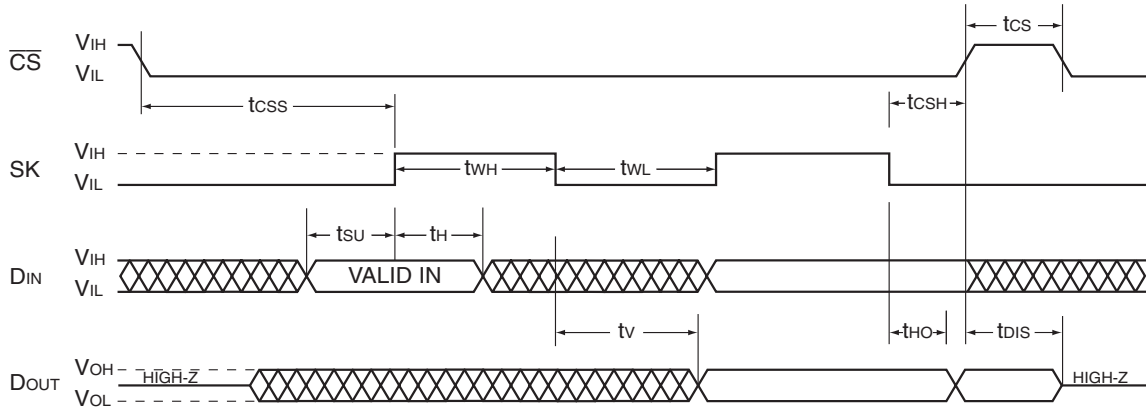 tCS
CS VIH
VIL
tCSS
tCSH
SK VIH
VIL
tWH tWL
tSU tH
DIN VIH
VIL
VALID IN
tV tHO tDIS
DOUT VOH
HIGH-Z HIGH-Z
VOL